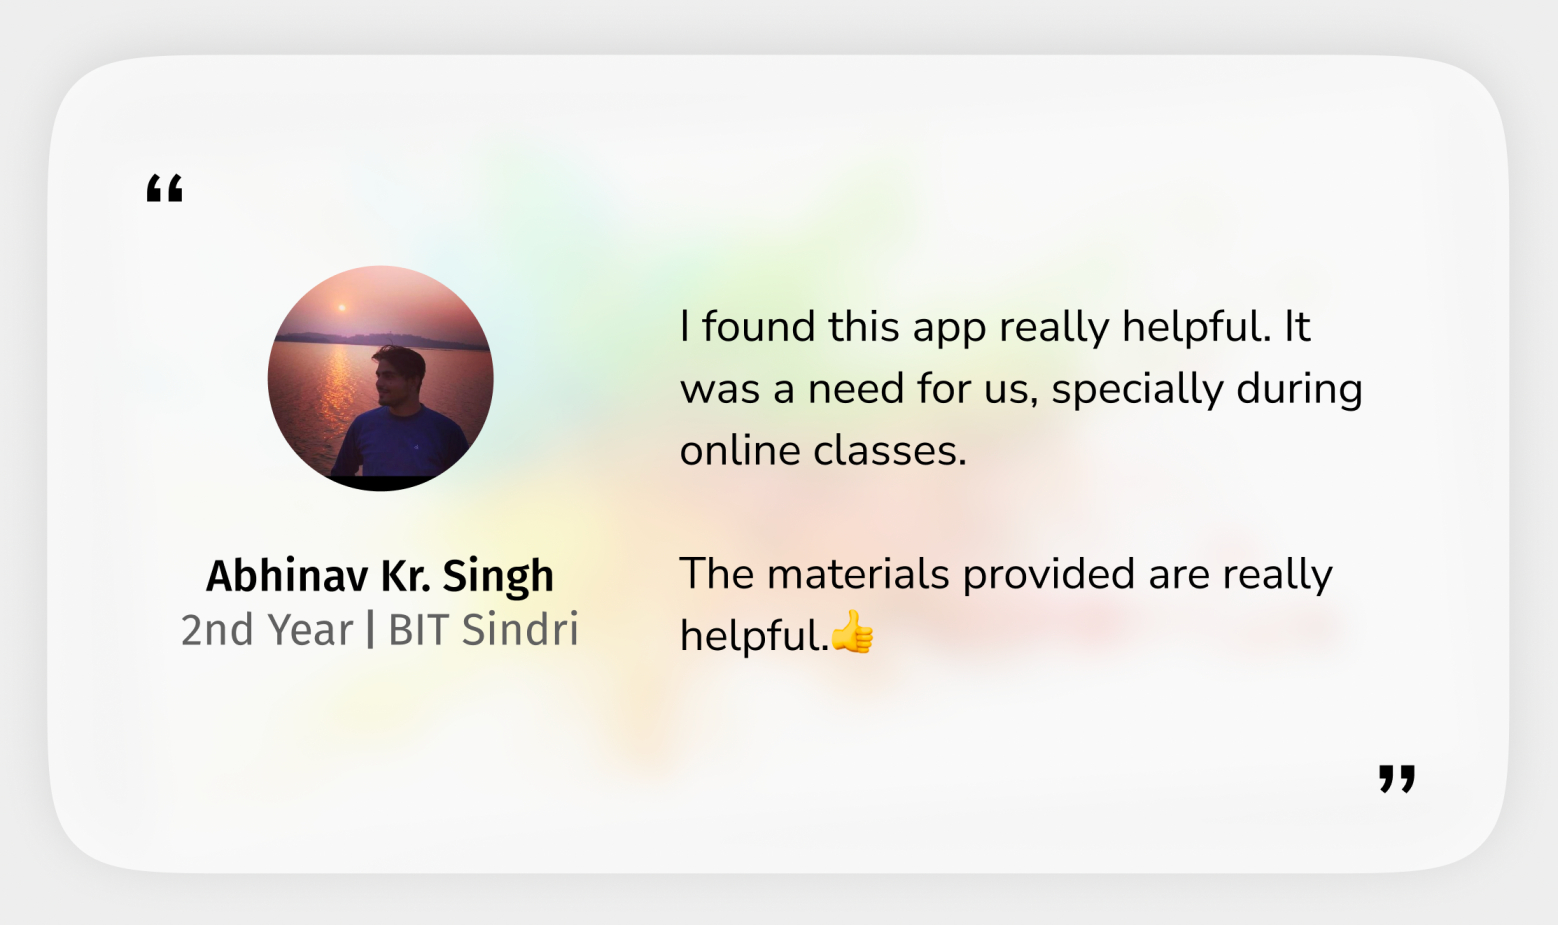 “
Abhinav Kr. Singh
2nd Year | BIT Sindri
I found this app really helpful. It
was a need for us, specially during
online classes.
The materials provided are really
helpful.👍
”